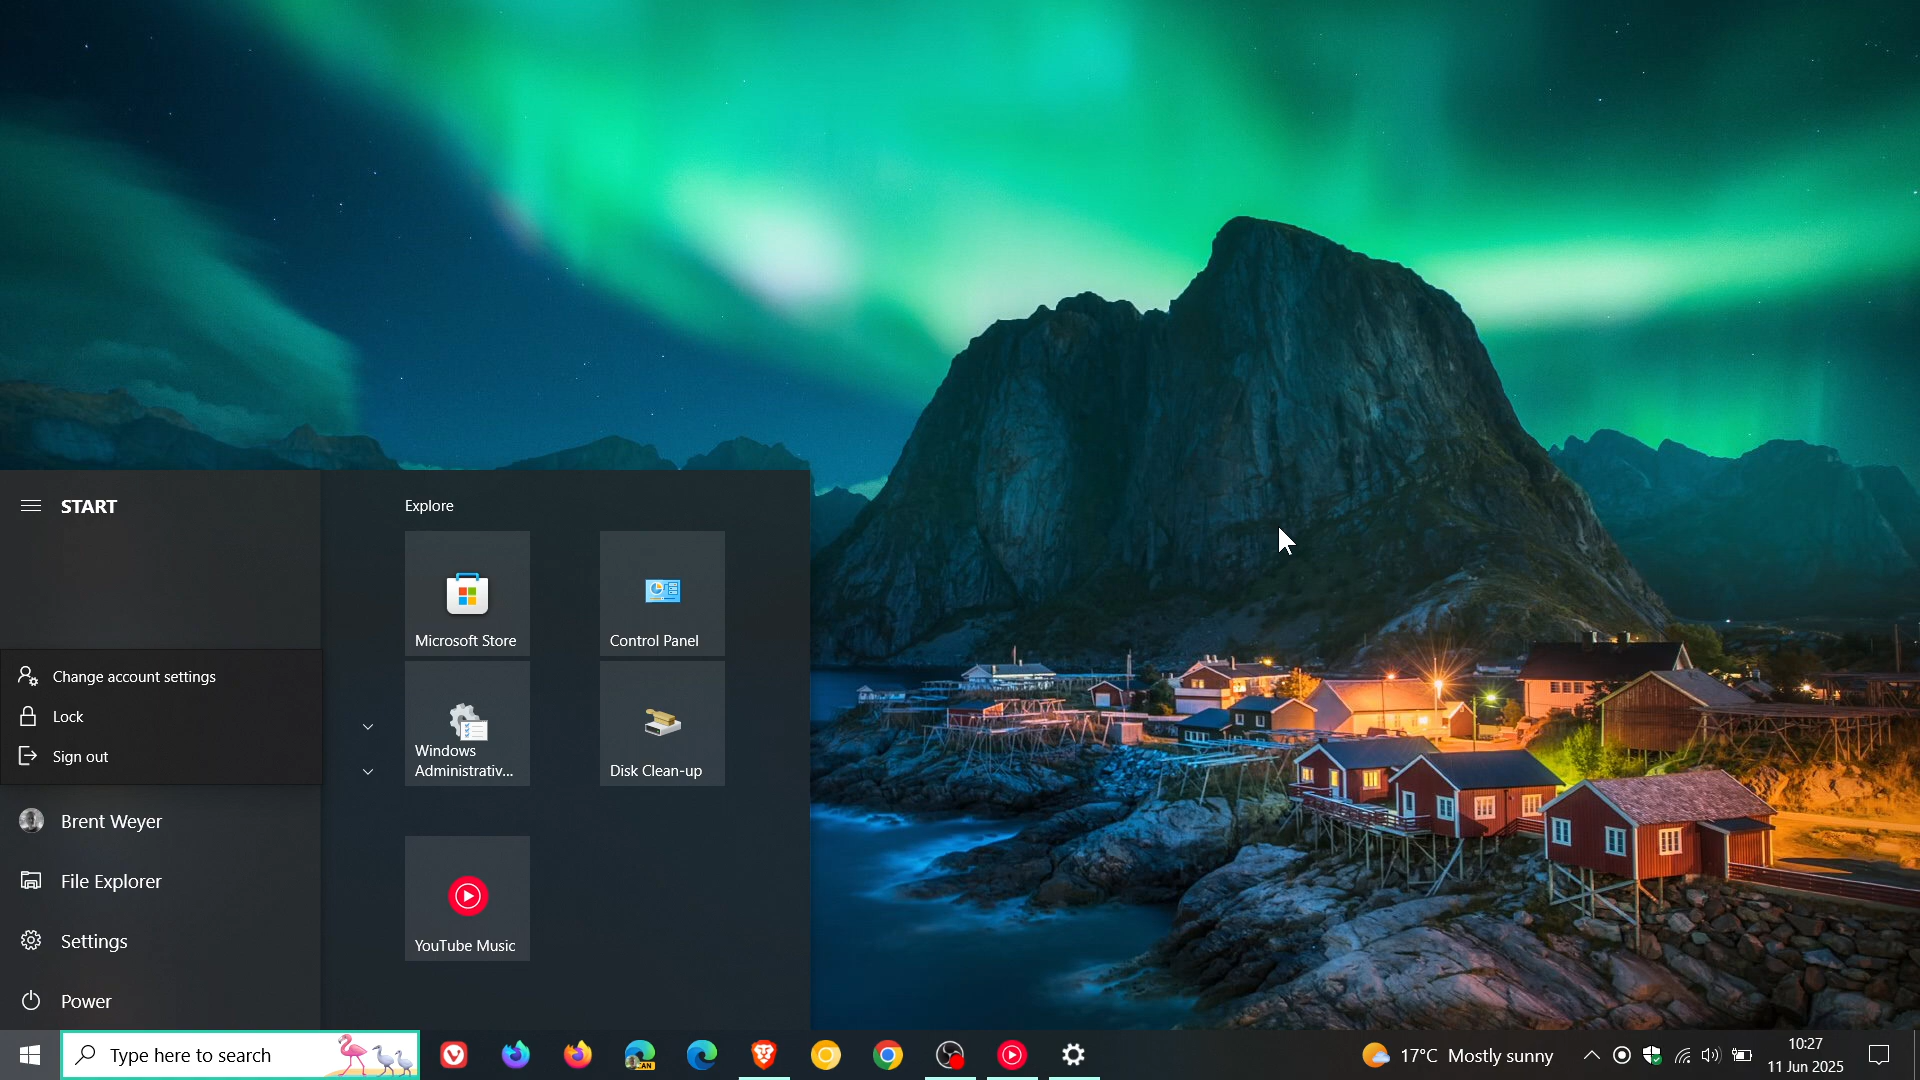 START
Explore
Microsoft Store
Control Panel
Change account settings
Lock
Sign out
Windows
Administrativ...
Disk Clean-up
Brent Weyer
File Explorer
Settings
YouTube Music
Power
Type here to search
CAN
17°C Mostly sunny
10:27
11 Jun 2025